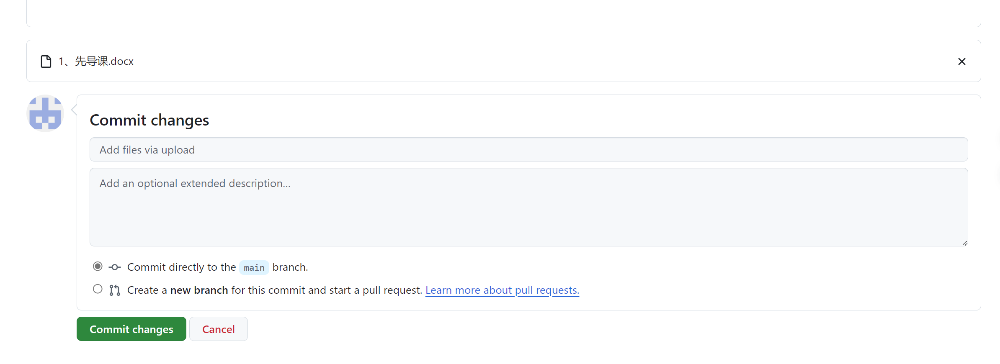 1、先导课.docx
Commit changes
Add files via upload
Add an optional extended description...
Commit directly to the main branch.
Create a new branch for this commit and start a pull request. Learn more about pull requests.
Commit changes Cancel